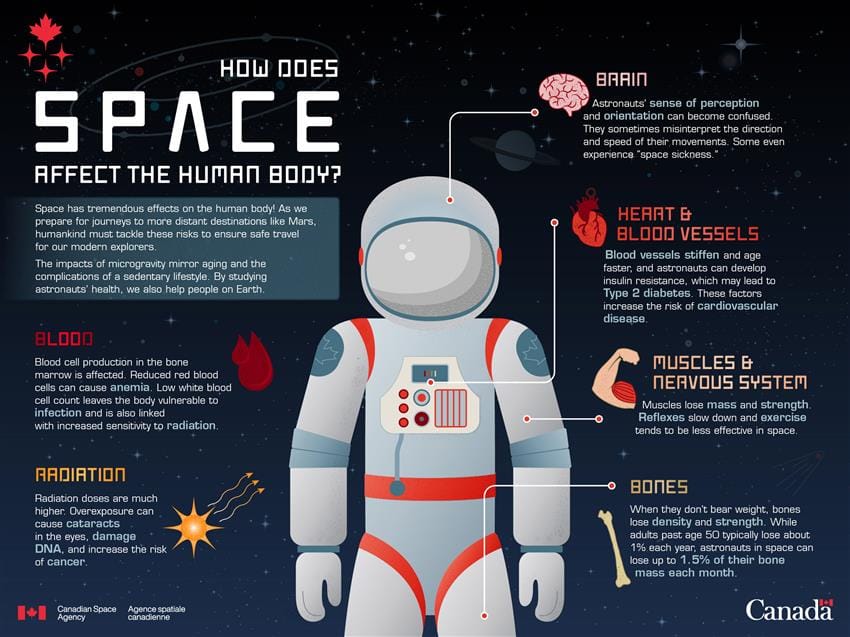 HOW DOES
SPACE
AFFECT THE HUMAN BODY?
Space has tremendous effects on the human body! As we
prepare for journeys to more distant destinations like Mars,
humankind must tackle these risks to ensure safe travel
for our modern explorers.
The impacts of microgravity mirror aging and the
complications of a sedentary lifestyle. By studying
astronauts' health, we also help people on Earth.
BLOOD
Blood cell production in the bone
marrow is affected. Reduced red blood
cells can cause anemia. Low white blood
cell count leaves the body vulnerable to
infection and is also linked
with increased sensitivity to radiation.
RADIATION
Radiation doses are much
higher. Overexposure can
cause cataracts
in the eyes, damage
DNA, and increase the risk
of cancer.
BRAIN
Astronauts' sense of perception
and orientation can become confused.
They sometimes misinterpret the direction
and speed of their movements. Some even
experience "space sickness."
HEART &
BLOOD VESSELS
Blood vessels stiffen and age
faster, and astronauts can develop
insulin resistance, which may lead to
Type 2 diabetes. These factors
increase the risk of cardiovascular
disease.
MUSCLES &
NERVOUS SYSTEM
Muscles lose mass and strength.
Reflexes slow down and exercise
tends to be less effective in space.
BONES
When they don't bear weight, bones
lose density and strength. While
adults past age 50 typically lose about
1% each year, astronauts in space can
lose up to 1.5% of their bone
mass each month.
Canadian Space
Agency
Agence spatiale
canadienne
Canada